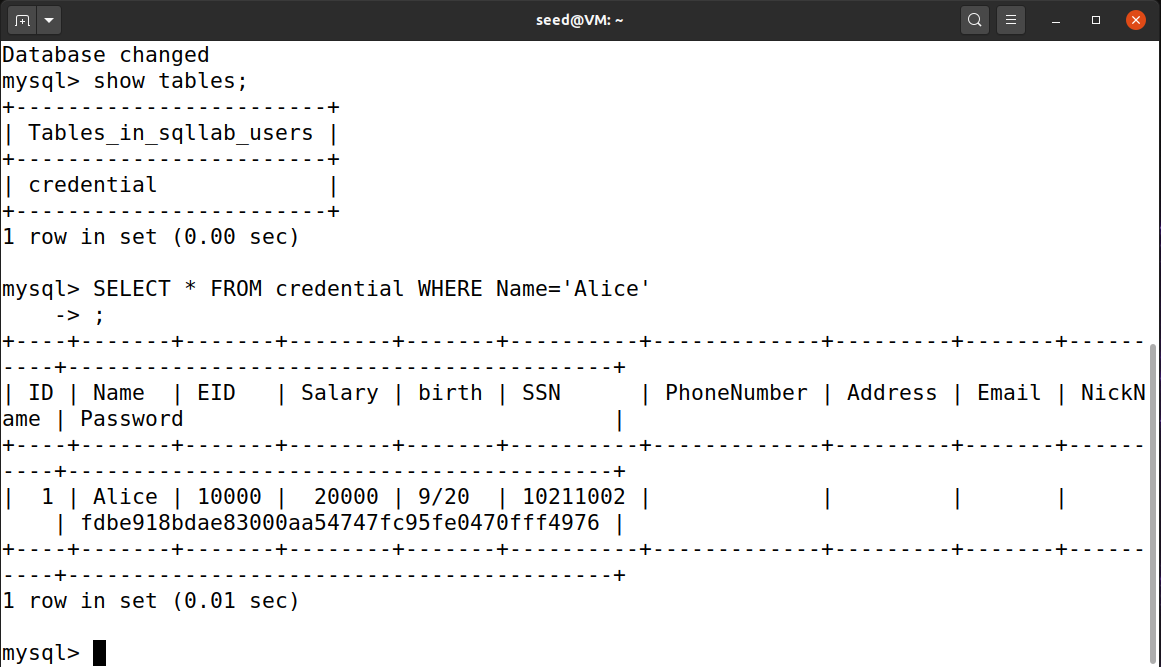 seed@VM: ~
Database changed
mysql> show tables;
+------------------------+
| Tables_in_sqllab_users |
+------------------------+
| credential             |
+------------------------+
1 row in set (0.00 sec)

mysql> SELECT * FROM credential WHERE Name='Alice'
    -> ;
+----+-------+-------+--------+-------+----------+-------------+---------+-------+------
----+------------------------------------------+
| ID | Name  | EID   | Salary | birth | SSN      | PhoneNumber | Address | Email | NickN
ame | Password                                 |
+----+-------+-------+--------+-------+----------+-------------+---------+-------+------
----+------------------------------------------+
|  1 | Alice | 10000 |  20000 | 9/20  | 10211002 |             |         |       |
    | fdbe918bdae83000aa54747fc95fe0470fff4976 |
+----+-------+-------+--------+-------+----------+-------------+---------+-------+------
----+------------------------------------------+
1 row in set (0.01 sec)

mysql>